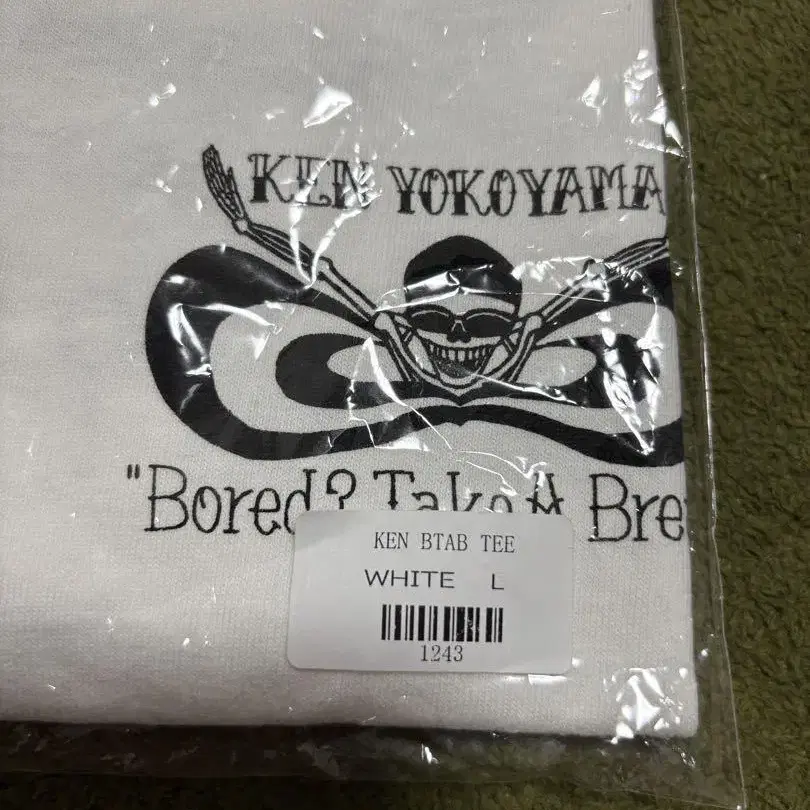 KEN YOKOYAMA
"Bored? Take A Bre
KEN BTAB TEE
WHITE L
1243